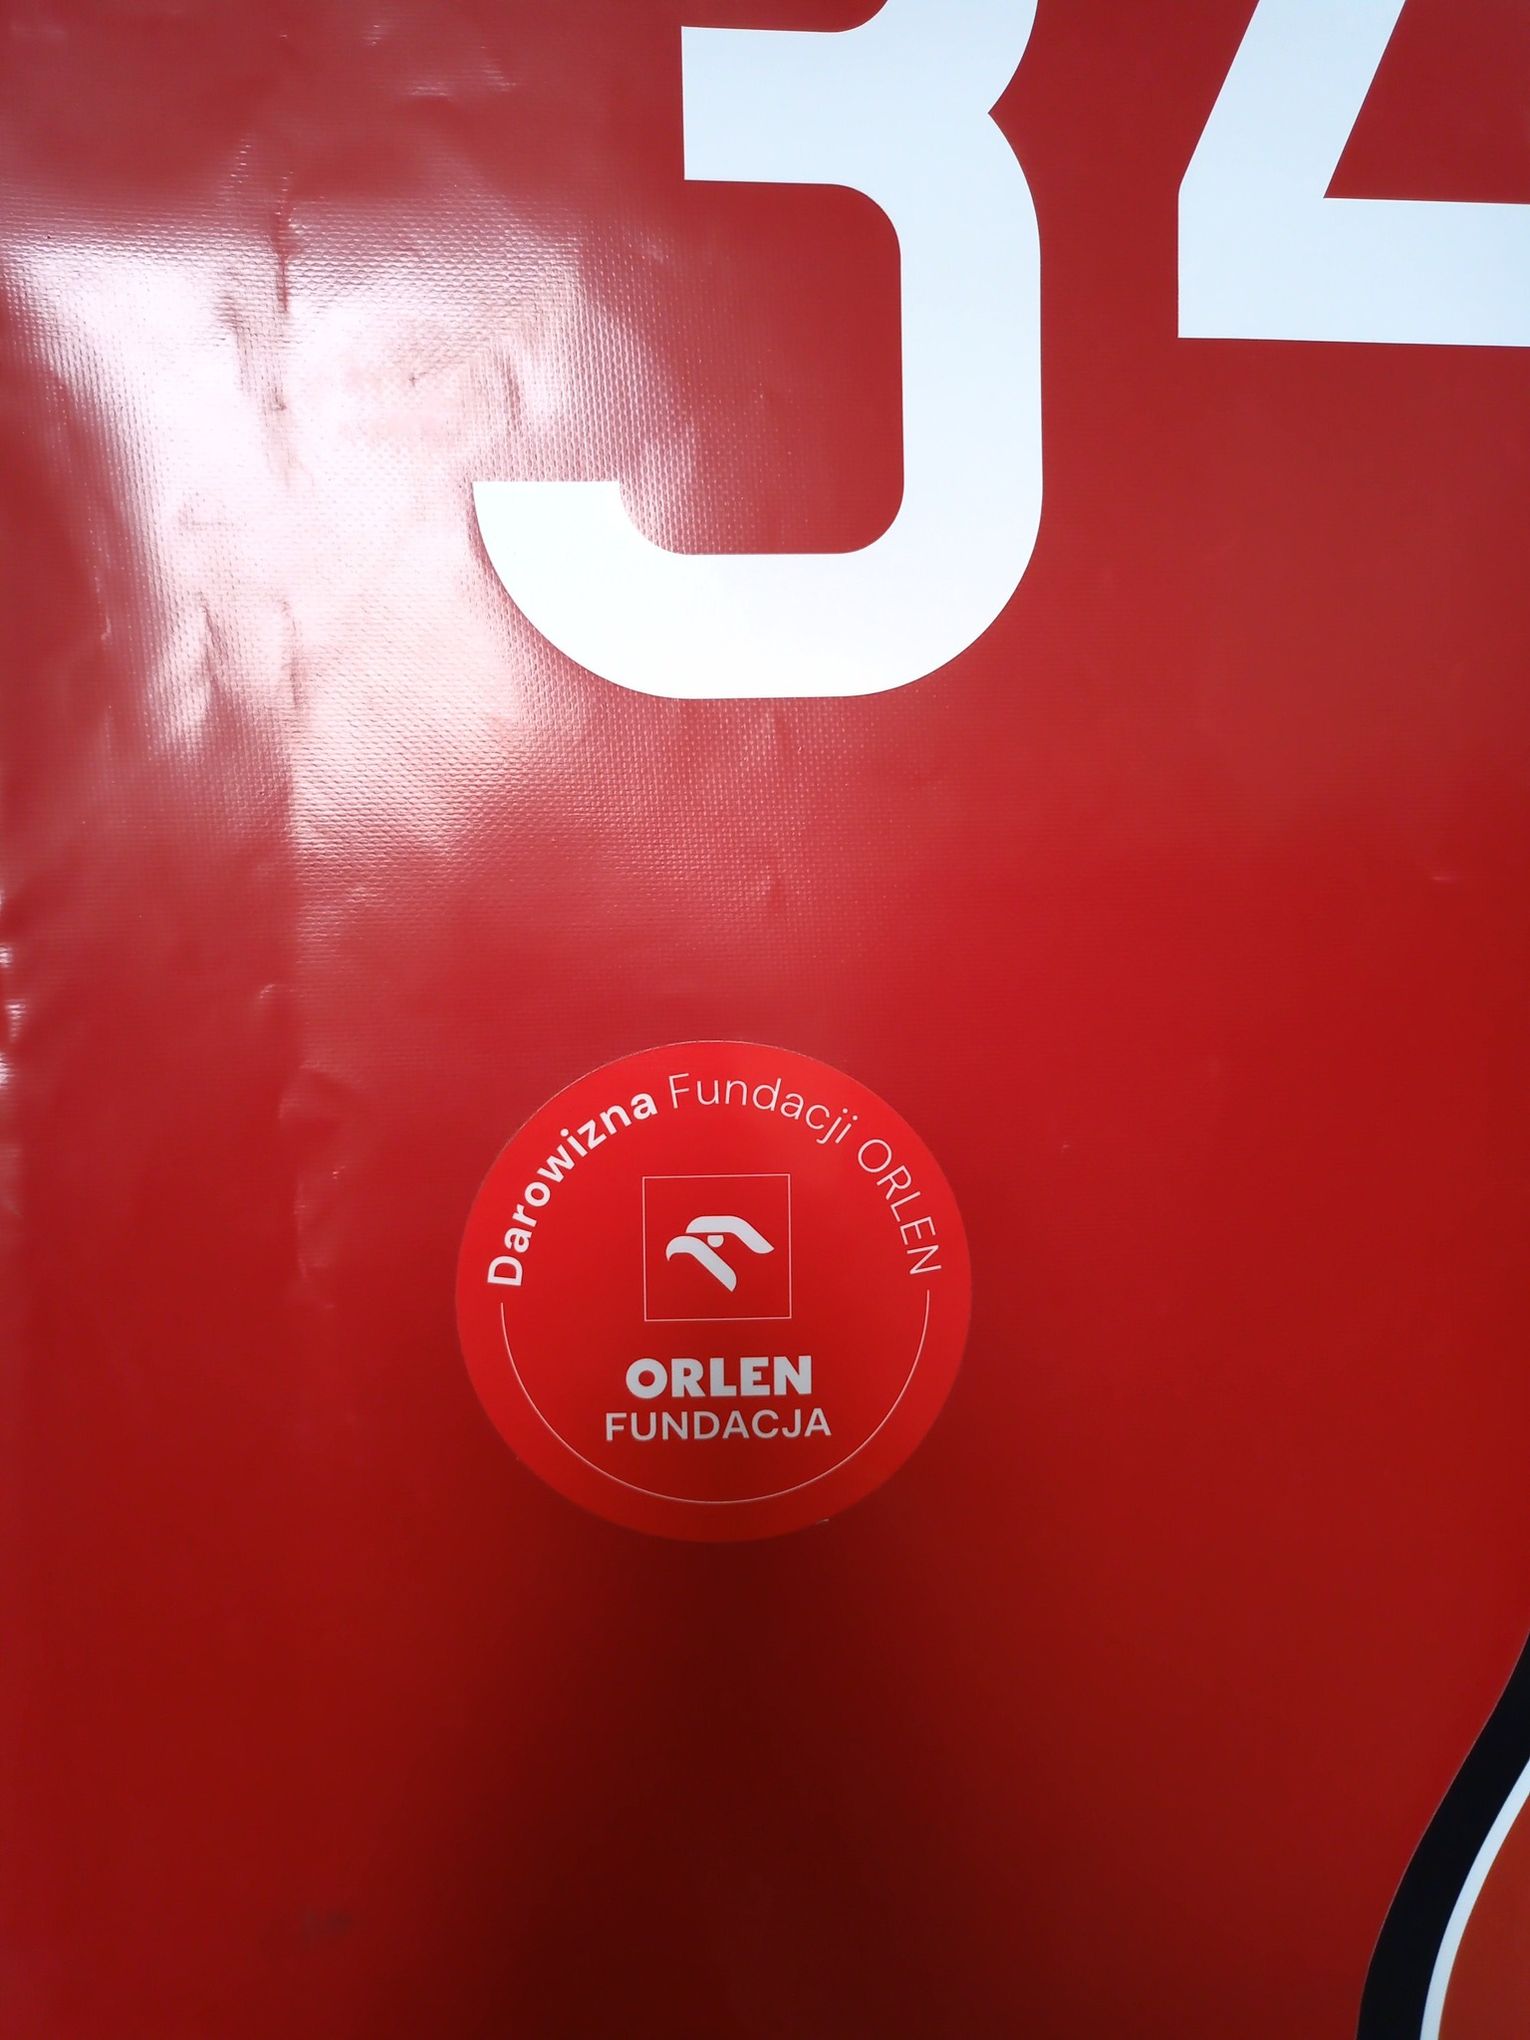 34
Darowizna Fundacji ORLEN
ORLEN
FUNDACJA